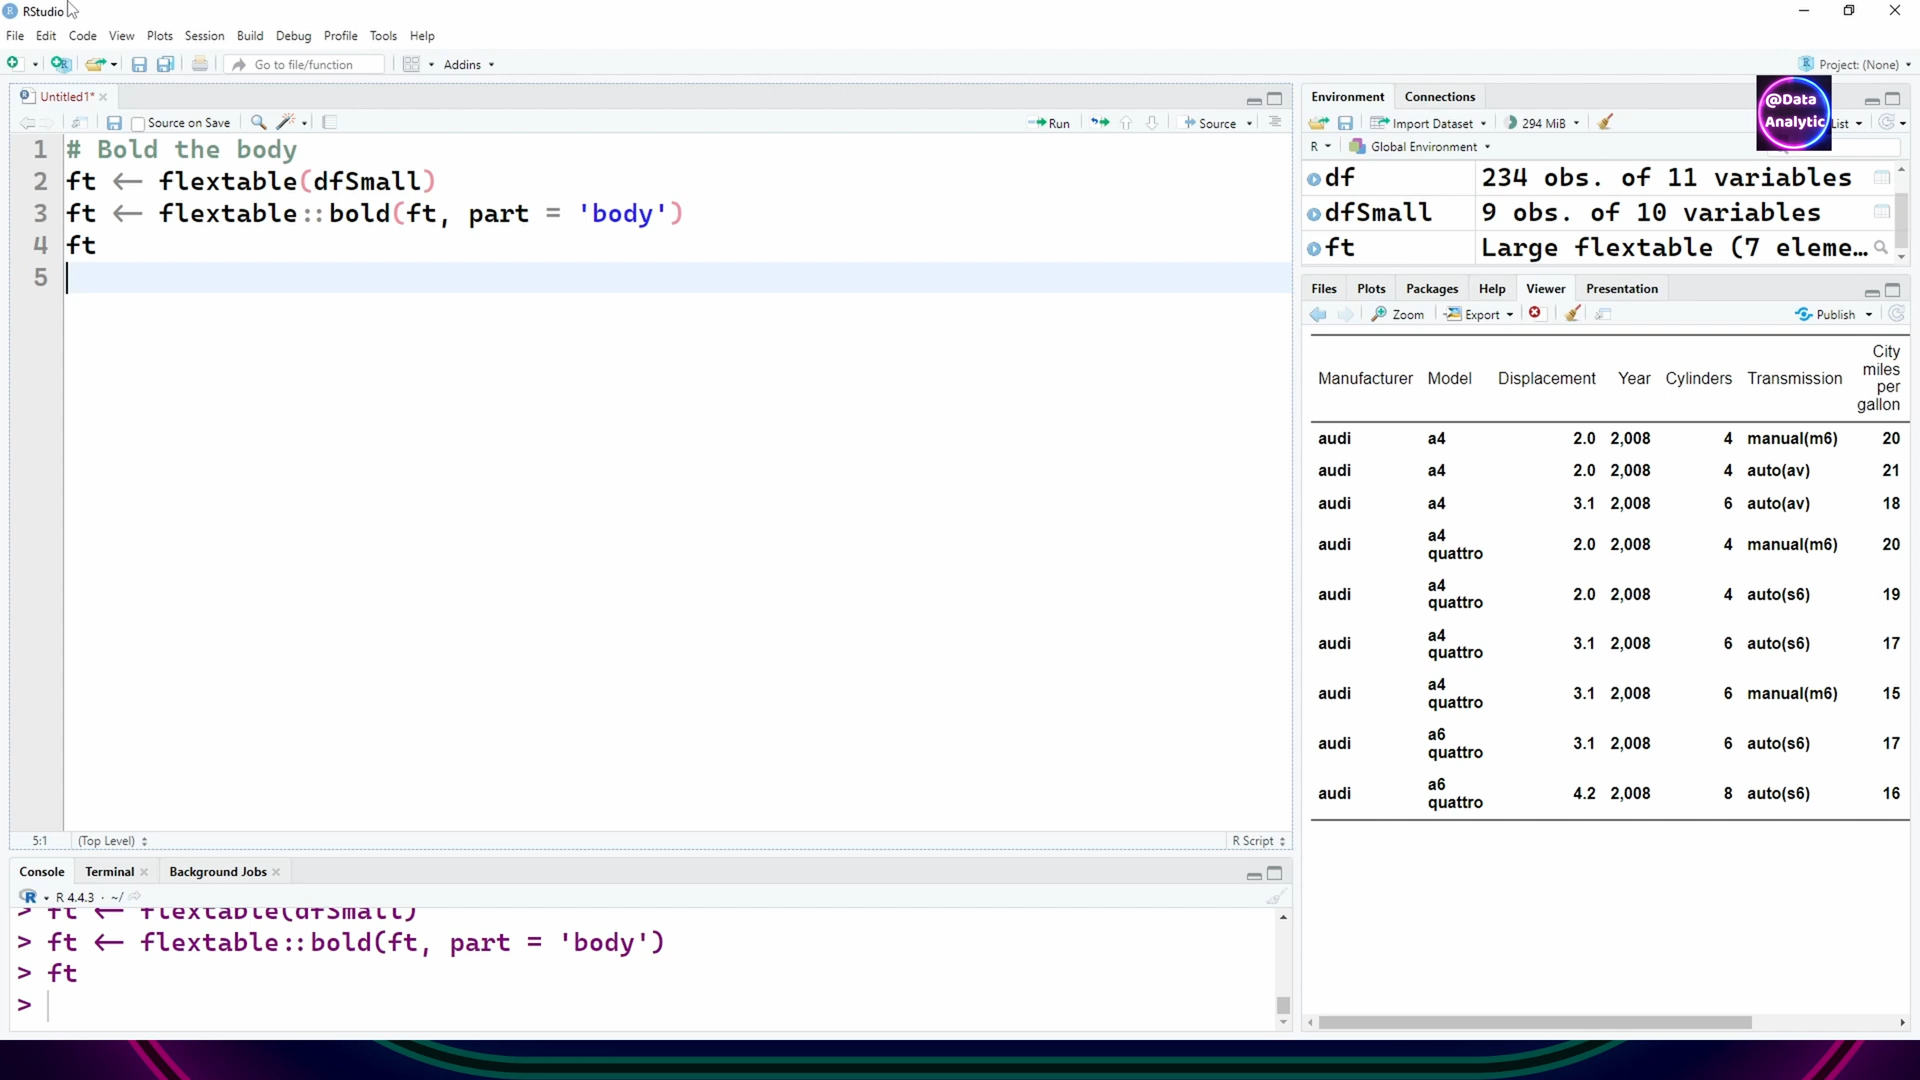 RStudio
File Edit Code View Plots Session Build Debug Profile Tools Help
Go to file/function Addins Project: (None)
Untitled1*
Source on Save Run Source
1 # Bold the body
2 ft <- flextable(dfSmall)
3 ft <- flextable::bold(ft, part = 'body')
4 ft
5
5:1 (Top Level) R Script
Console Terminal Background Jobs
R 4.4.3 · ~/
> ft <- flextable(dfSmall)
> ft <- flextable::bold(ft, part = 'body')
> ft
>
Environment Connections
@Data
Analytic
Import Dataset 294 MiB List
R Global Environment
df 234 obs. of 11 variables
dfSmall 9 obs. of 10 variables
ft Large flextable (7 eleme…
Files Plots Packages Help Viewer Presentation
Zoom Export Publish
Manufacturer Model Displacement Year Cylinders Transmission City
miles
per
gallon
audi a4 2.0 2,008 4 manual(m6) 20
audi a4 2.0 2,008 4 auto(av) 21
audi a4 3.1 2,008 6 auto(av) 18
audi a4 quattro 2.0 2,008 4 manual(m6) 20
audi a4 quattro 2.0 2,008 4 auto(s6) 19
audi a4 quattro 3.1 2,008 6 auto(s6) 17
audi a4 quattro 3.1 2,008 6 manual(m6) 15
audi a6 quattro 3.1 2,008 6 auto(s6) 17
audi a6 quattro 4.2 2,008 8 auto(s6) 16